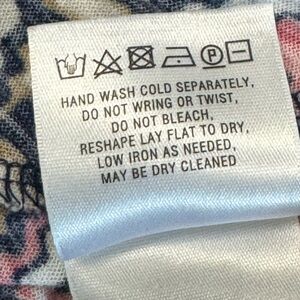 P
HAND WASH COLD SEPARATELY,
DO NOT WRING OR TWIST,
DO NOT BLEACH,
RESHAPE LAY FLAT TO DRY,
LOW IRON AS NEEDED,
MAY BE DRY CLEANED